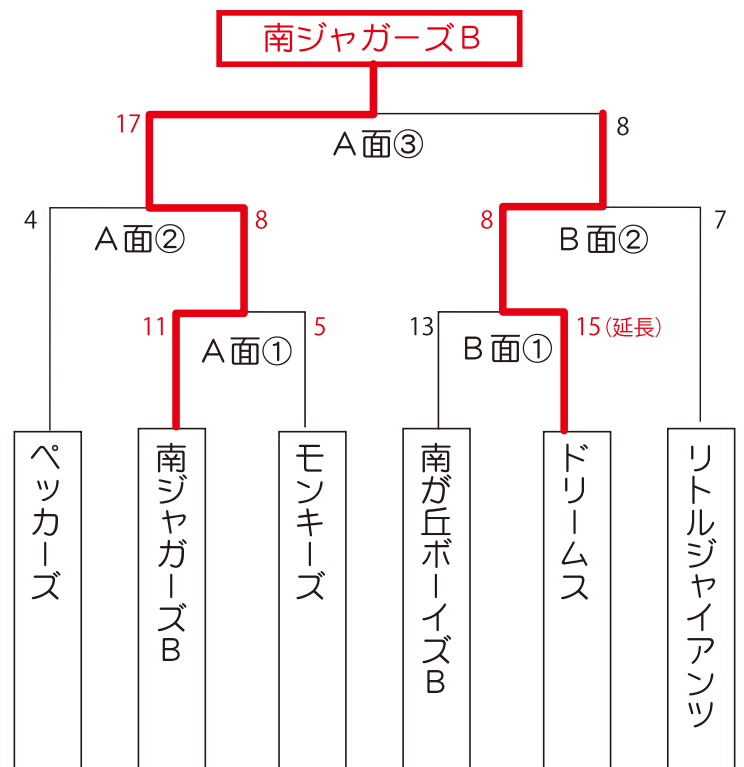 南ジャガーズB
17
8
A面③
4
8
8
7
A面②
B面②
11
5
13
15(延長)
A面①
B面①
ペッカーズ
南ジャガーズB
モンキーズ
南が丘ボーイズB
ドリームス
リトルジャイアンツ